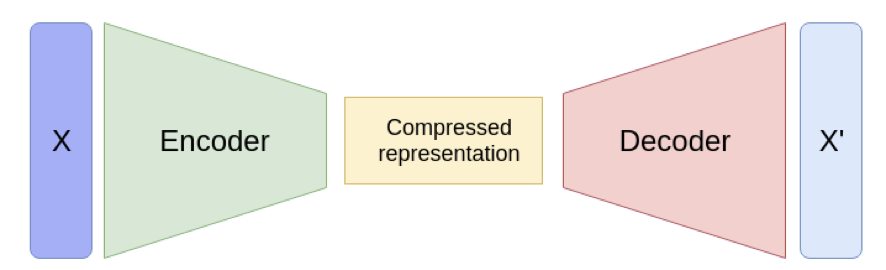 X
Encoder
Compressed
representation
Decoder
X'